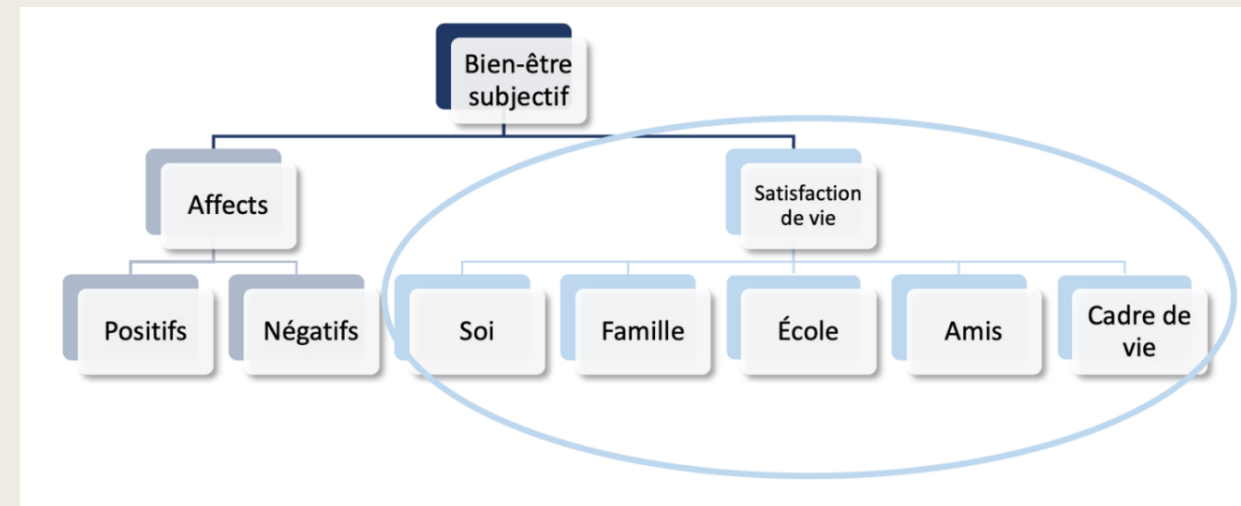 Bien-être
subjectif
Affects
Satisfaction
de vie
Positifs
Négatifs
Soi
Famille
École
Amis
Cadre de
vie